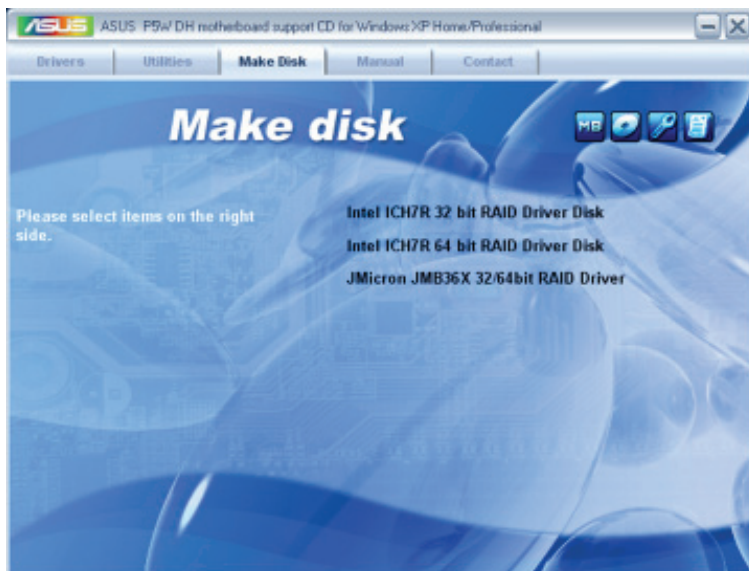 ASUS ASUS P5W DH motherboard support CD for Windows XP Home/Professional
Drivers Utilities Make Disk Manual Contact
Make disk
MB
Please select items on the right
side.
Intel ICH7R 32 bit RAID Driver Disk
Intel ICH7R 64 bit RAID Driver Disk
JMicron JMB36X 32/64bit RAID Driver